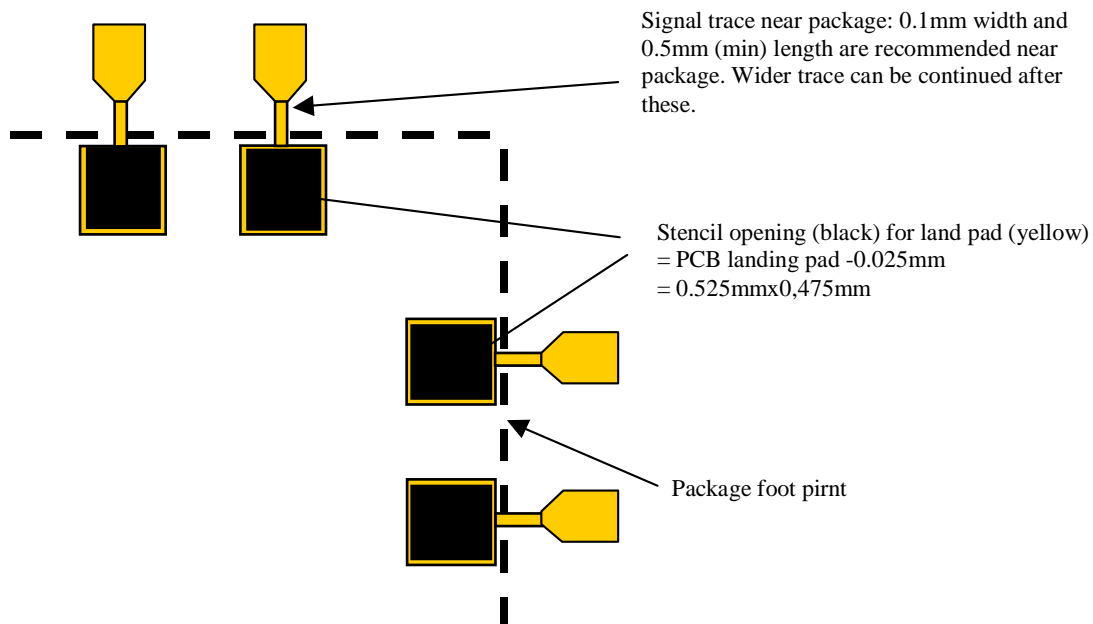 Signal trace near package: 0.1mm width and
0.5mm (min) length are recommended near
package. Wider trace can be continued after
these.
Stencil opening (black) for land pad (yellow)
= PCB landing pad -0.025mm
= 0.525mmx0,475mm
Package foot pirnt